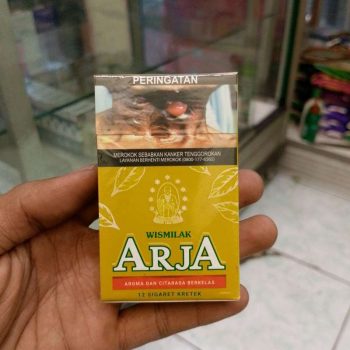 PERINGATAN
MEROKOK SEBABKAN KANKER TENGGOROKAN
LAYANAN BERHENTI MEROKOK (0800-177-6565)
WISMILAK
ARJA
AROMA DAN CITARASA BERKELAS
12 SIGARET KRETEK